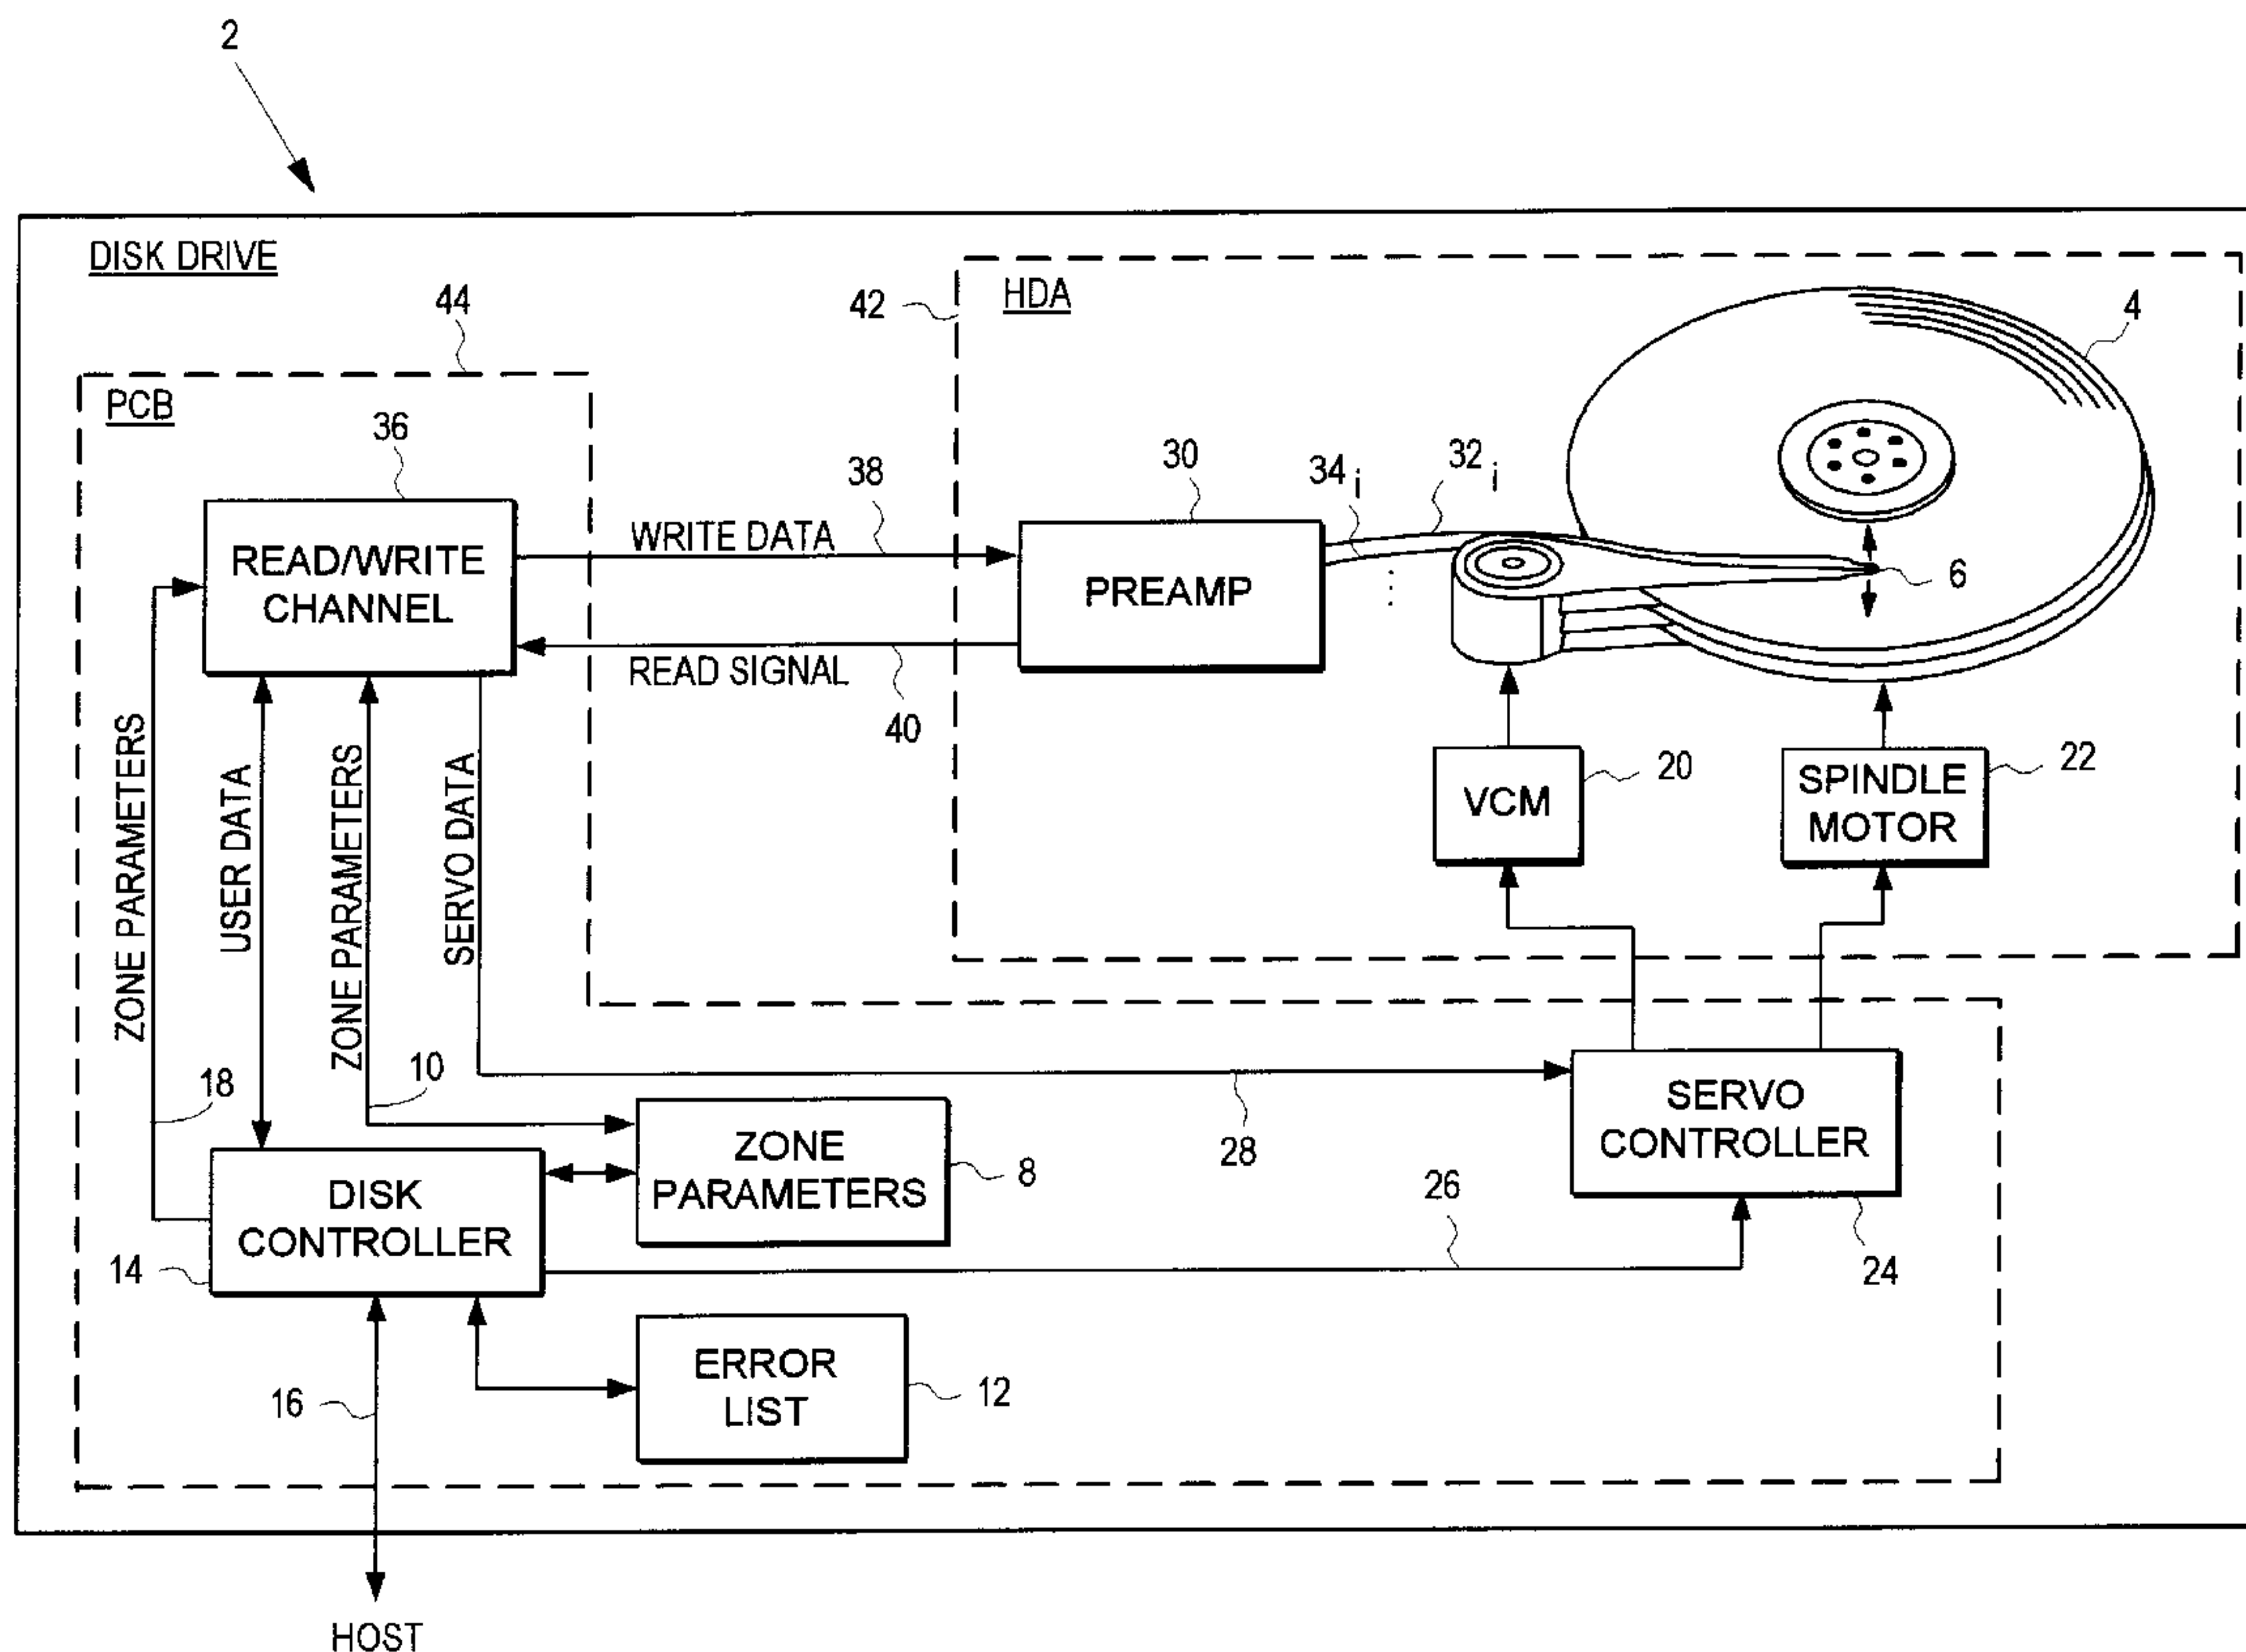 2
DISK DRIVE
44
42
HDA
4
PCB
36
38
30
34i
32i
READ/WRITE
CHANNEL
WRITE DATA
PREAMP
6
READ SIGNAL
40
ZONE PARAMETERS
USER DATA
ZONE PARAMETERS
SERVO DATA
VCM
20
SPINDLE
MOTOR
22
18
10
28
ZONE
PARAMETERS
8
SERVO
CONTROLLER
24
DISK
CONTROLLER
14
26
16
ERROR
LIST
12
HOST